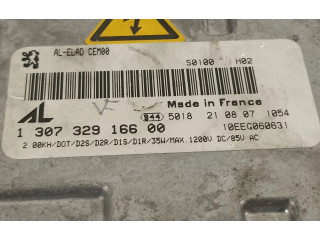 AL-ELAD CEM00
S0100 H02
AL
Made in France
S44 5018 21.08.07 1054
1 307 329 166 00
10EEG060631
2.00KH/DOT/D2S/D2R/D1S/D1R/35W/MAX.1200V DC/85V AC